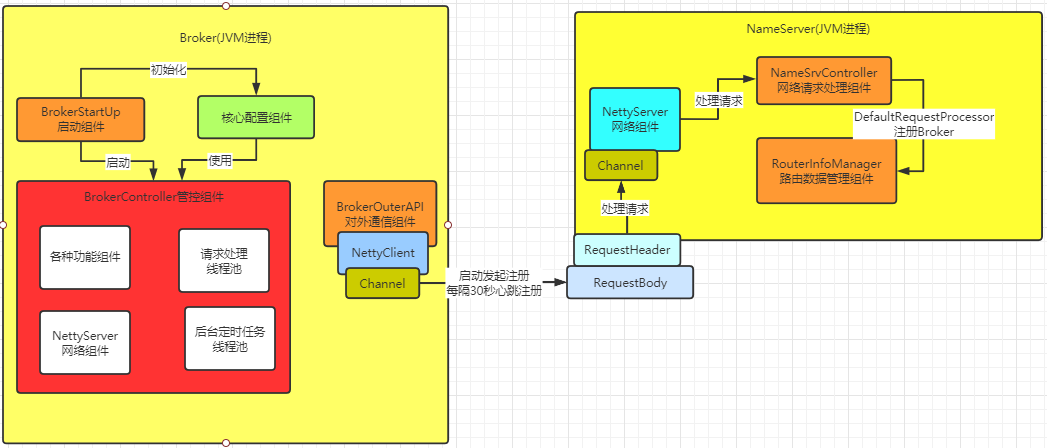 Broker(JVM进程)
初始化
BrokerStartUp
启动组件
核心配置组件
启动
使用
BrokerController管控组件
各种功能组件
请求处理
线程池
NettyServer
网络组件
后台定时任务
线程池
BrokerOuterAPI
对外通信组件
NettyClient
Channel
启动发起注册
每隔30秒心跳注册
NameServer(JVM进程)
NettyServer
网络组件
Channel
处理请求
NameSrvController
网络请求处理组件
DefaultRequestProcessor
注册Broker
RouterInfoManager
路由数据管理组件
处理请求
RequestHeader
RequestBody